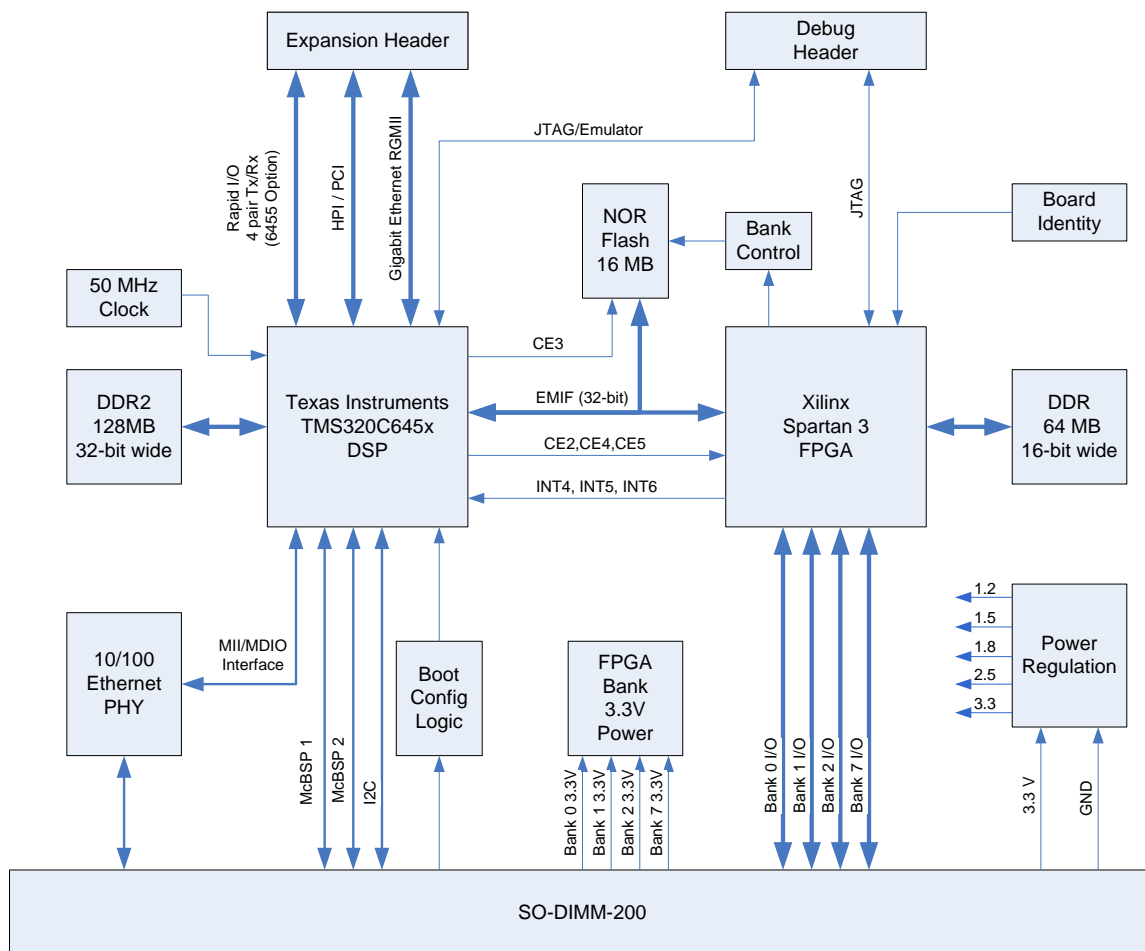 Expansion Header
Debug
Header
JTAG/Emulator
Rapid I/O
4 pair Tx/Rx
(6455 Option)
HPI / PCI
Gigabit Ethernet RGMII
JTAG
NOR
Flash
16 MB
Bank
Control
Board
Identity
50 MHz
Clock
CE3
DDR2
128MB
32-bit wide
Texas Instruments
TMS320C645x
DSP
EMIF (32-bit)
CE2,CE4,CE5
INT4, INT5, INT6
Xilinx
Spartan 3
FPGA
DDR
64 MB
16-bit wide
10/100
Ethernet
PHY
MII/MDIO
Interface
Boot
Config
Logic
FPGA
Bank
3.3V
Power
1.2
1.5
1.8
2.5
3.3
Power
Regulation
McBSP 1
McBSP 2
I2C
Bank 0 3.3V
Bank 1 3.3V
Bank 2 3.3V
Bank 7 3.3V
Bank 0 I/O
Bank 1 I/O
Bank 2 I/O
Bank 7 I/O
3.3 V
GND
SO-DIMM-200